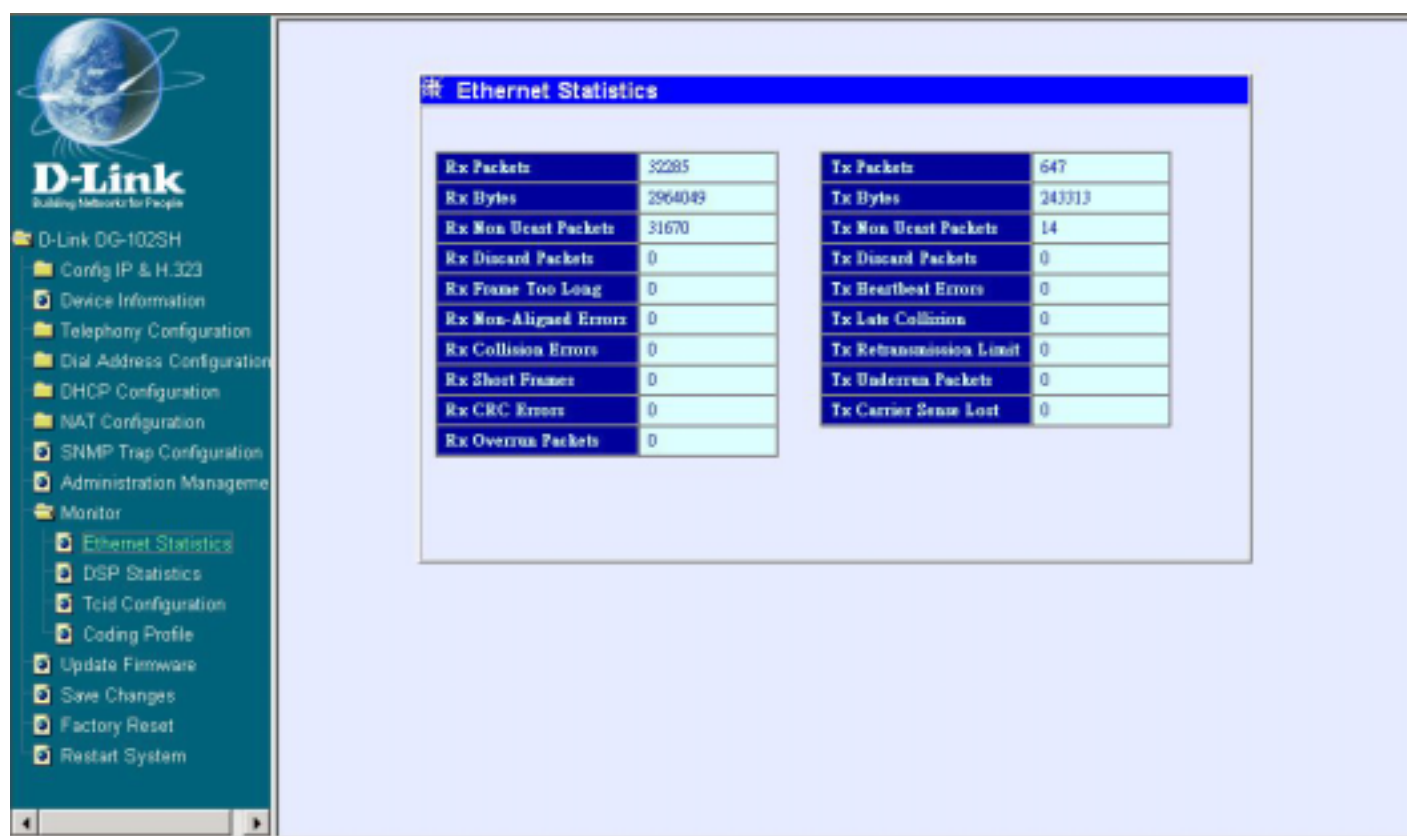 D-Link
Building Networks for People
D-Link DG-102SH
Config IP & H.323
Device Information
Telephony Configuration
Dial Address Configuration
DHCP Configuration
NAT Configuration
SNMP Trap Configuration
Administration Manageme
Monitor
Ethernet Statistics
DSP Statistics
Tcid Configuration
Coding Profile
Update Firmware
Save Changes
Factory Reset
Restart System
Ethernet Statistics
Rx Packets 32285
Rx Bytes 2964049
Rx Non Ucast Packets 31670
Rx Discard Packets 0
Rx Frame Too Long 0
Rx Non-Aligned Errors 0
Rx Collision Errors 0
Rx Short Frames 0
Rx CRC Errors 0
Rx Overrun Packets 0
Tx Packets 647
Tx Bytes 243313
Tx Non Ucast Packets 14
Tx Discard Packets 0
Tx Heartbeat Errors 0
Tx Late Collision 0
Tx Retransmission Limit 0
Tx Underrun Packets 0
Tx Carrier Sense Lost 0